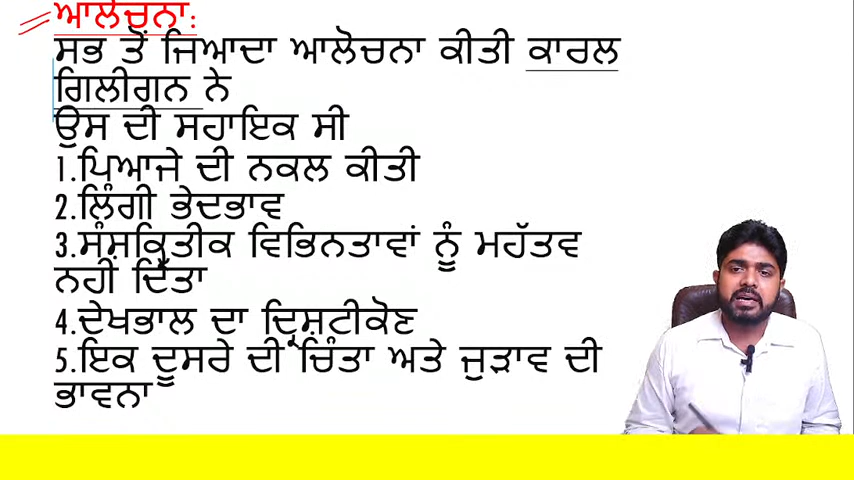 ਆਲੋਚਨਾ:
ਸਭ ਤੋਂ ਜਿਆਦਾ ਆਲੋਚਨਾ ਕੀਤੀ ਕਾਰਲ
ਗਿਲੀਗਨ ਨੇ
ਉਸ ਦੀ ਸਹਾਇਕ ਸੀ
1.ਪਿਆਜੇ ਦੀ ਨਕਲ ਕੀਤੀ
2.ਲਿੰਗੀ ਭੇਦਭਾਵ
3.ਸੰਸਕ੍ਰਿਤੀਕ ਵਿਭਿਨਤਾਵਾਂ ਨੂੰ ਮਹੱਤਵ
ਨਹੀਂ ਦਿੱਤਾ
4.ਦੇਖਭਾਲ ਦਾ ਦ੍ਰਿਸ਼ਟੀਕੋਣ
5.ਇਕ ਦੂਸਰੇ ਦੀ ਚਿੰਤਾ ਅਤੇ ਜੁੜਾਵ ਦੀ
ਭਾਵਨਾ